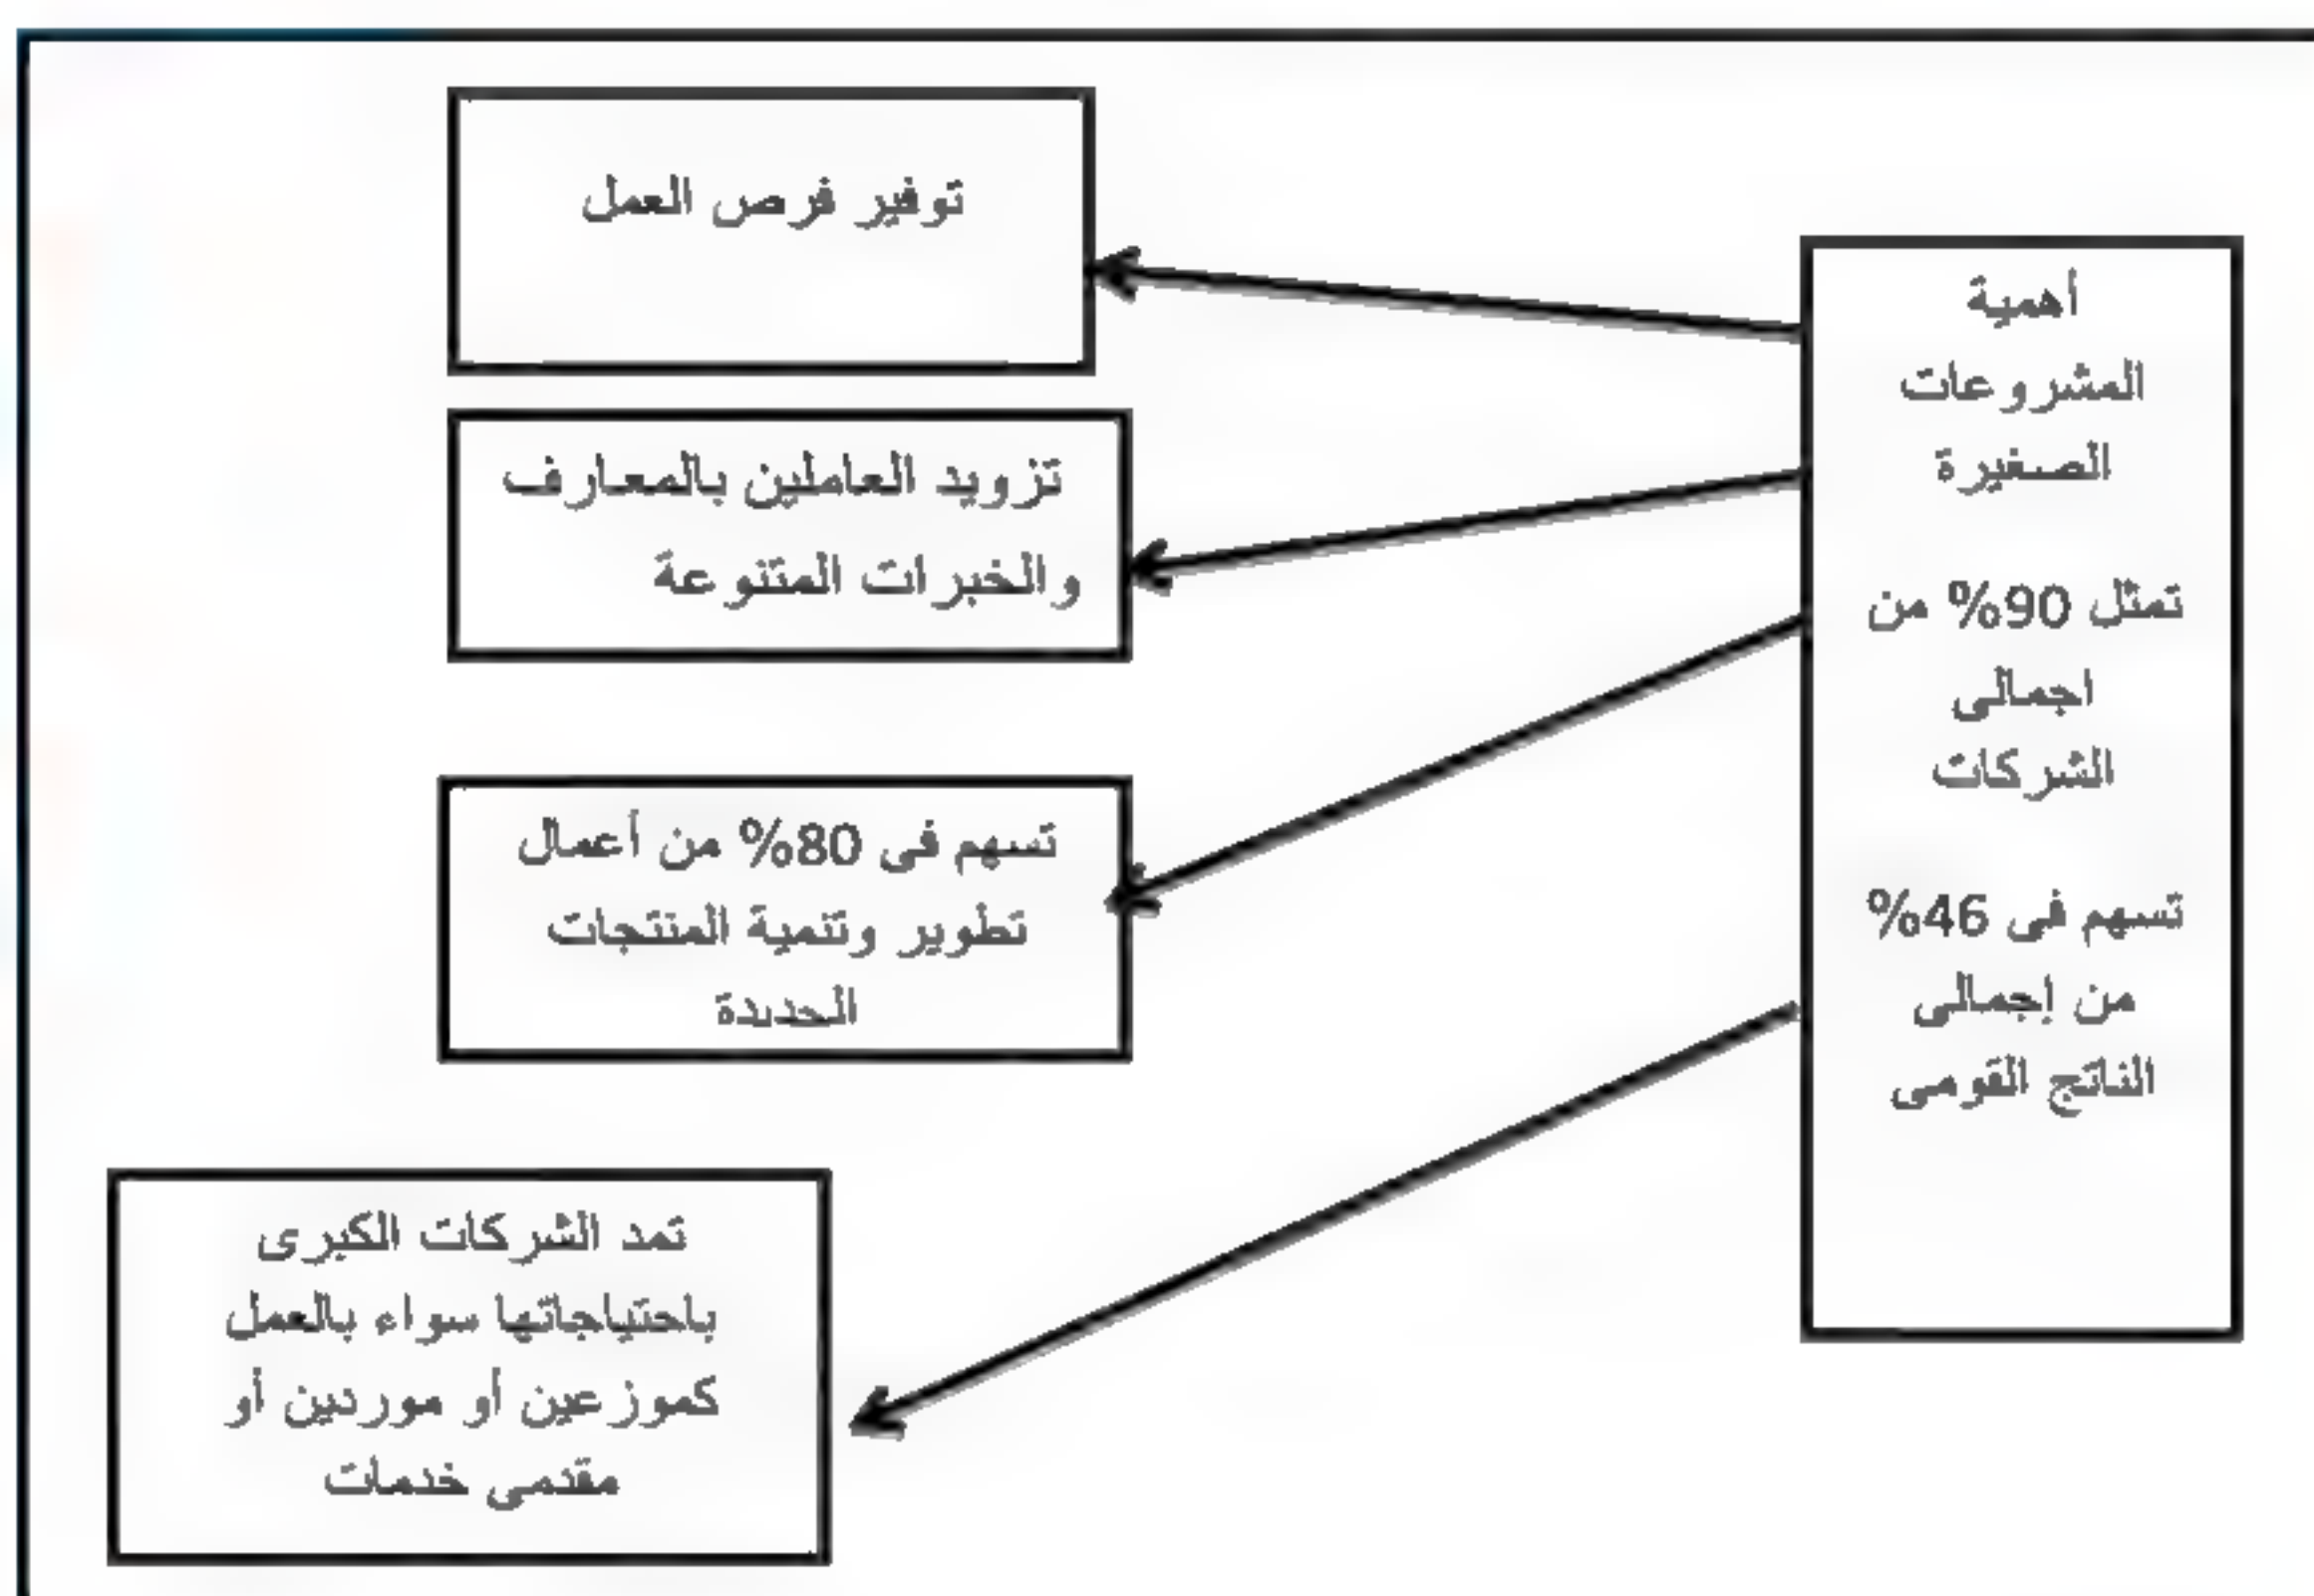 أهمية
المشروعات
الصغيرة
تمثل 90% من
اجمالى
الشركات
تسهم فى 46%
من إجمالى
الناتج القومى
توفير فرص العمل
تزويد العاملين بالمعارف
والخبرات المتنوعة
تسهم فى 80% من أعمال
تطوير وتنمية المنتجات
الجديدة
تمد الشركات الكبرى
باحتياجاتها سواء بالعمل
كموزعين أو موردين أو
مقدمى خدمات